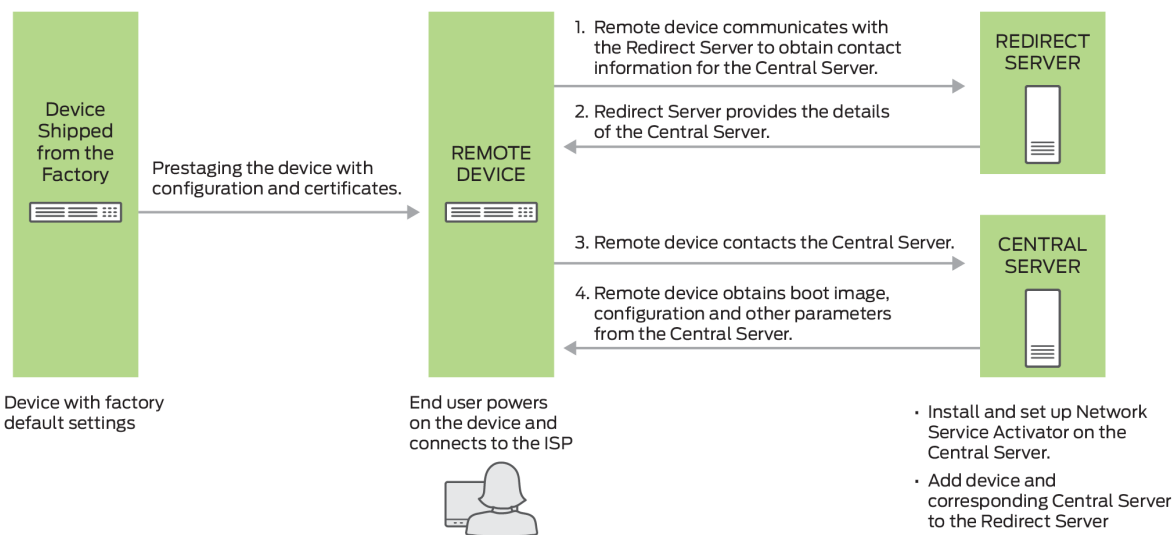 Device
Shipped
from the
Factory
Prestaging the device with
configuration and certificates.
REMOTE
DEVICE
1. Remote device communicates with
the Redirect Server to obtain contact
information for the Central Server.
2. Redirect Server provides the details
of the Central Server.
REDIRECT
SERVER
3. Remote device contacts the Central Server.
4. Remote device obtains boot image,
configuration and other parameters
from the Central Server.
CENTRAL
SERVER
Device with factory
default settings
End user powers
on the device and
connects to the ISP
· Install and set up Network
Service Activator on the
Central Server.
· Add device and
corresponding Central Server
to the Redirect Server